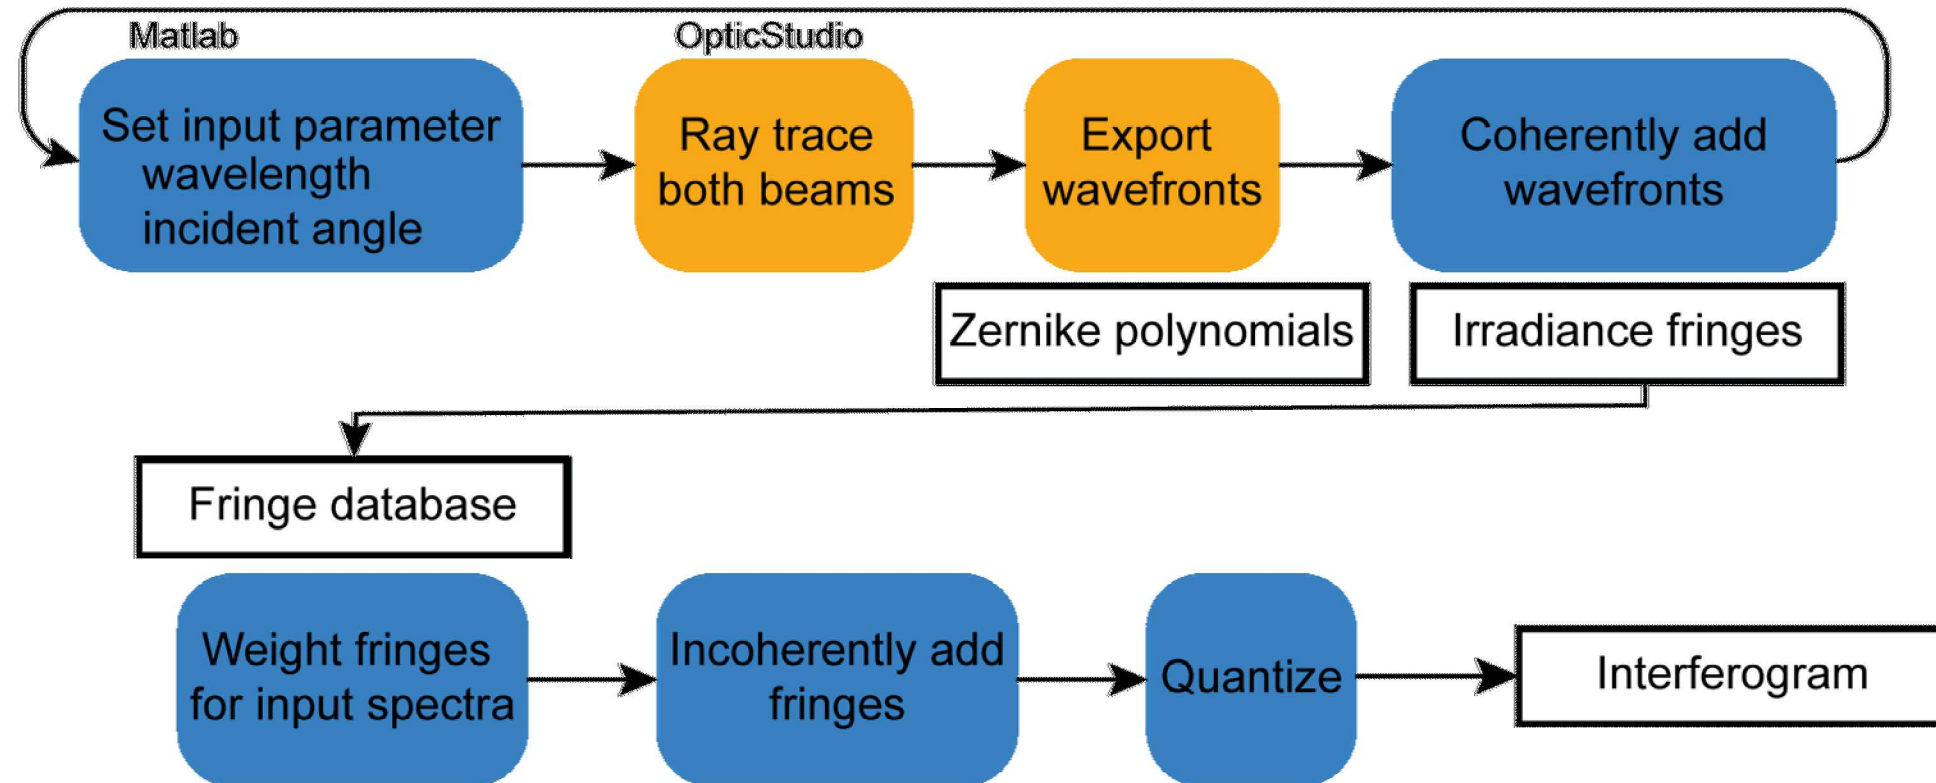 Matlab
OpticStudio
Set input parameter
wavelength
incident angle
Ray trace
both beams
Export
wavefronts
Coherently add
wavefronts
Zernike polynomials
Irradiance fringes
Fringe database
Weight fringes
for input spectra
Incoherently add
fringes
Quantize
Interferogram